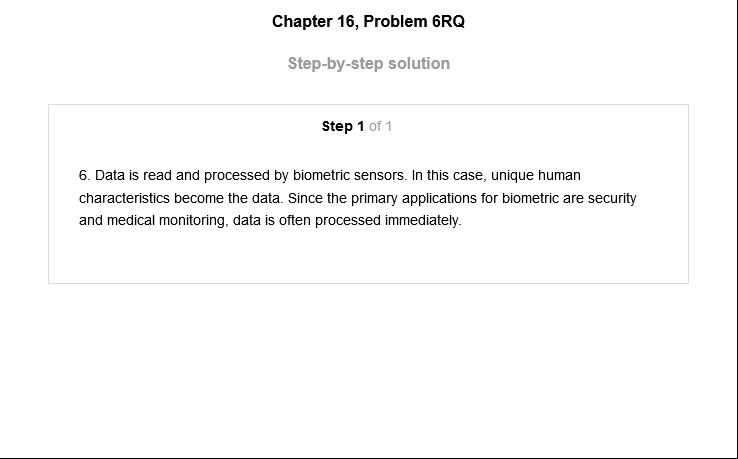 Chapter 16, Problem 6RQ
Step-by-step solution
Step 1 of 1
6. Data is read and processed by biometric sensors. In this case, unique human
characteristics become the data. Since the primary applications for biometric are security
and medical monitoring, data is often processed immediately.